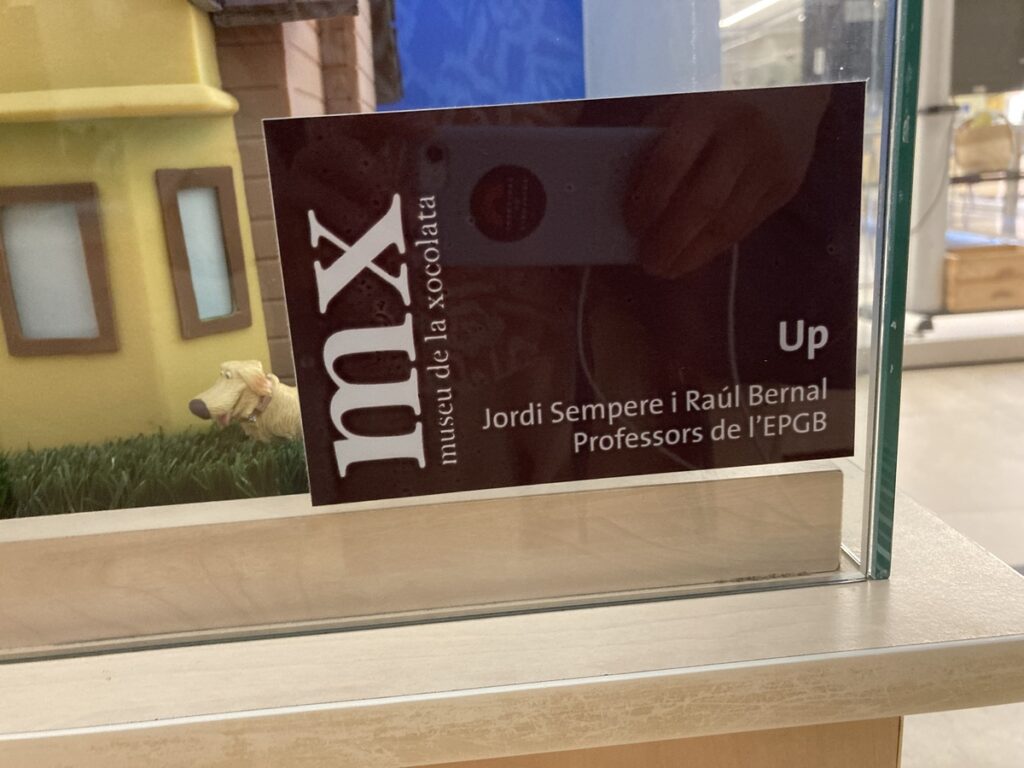 mx
museu de la xocolata
Up
Jordi Sempere i Raúl Bernal
Professors de l'EPGB